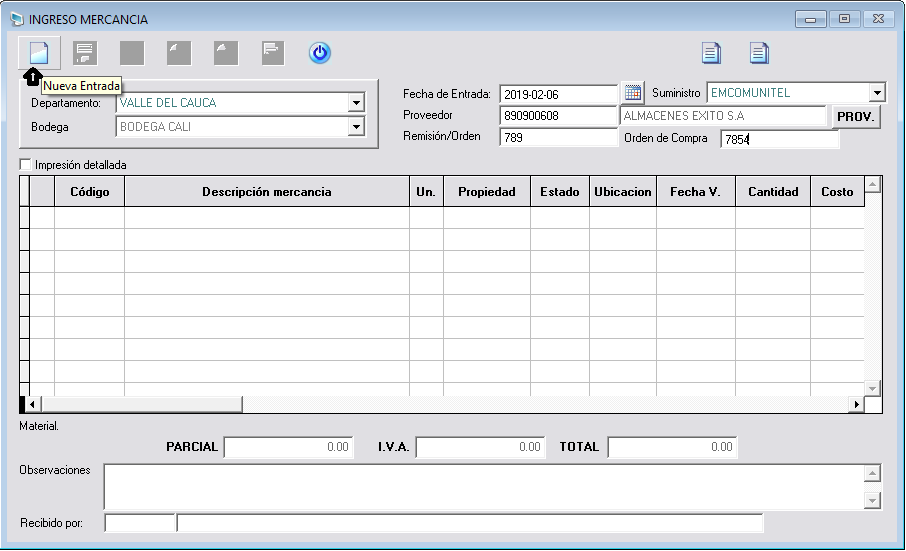 INGRESO MERCANCIA
Nueva Entrada
Departamento: VALLE DEL CAUCA
Bodega BODEGA CALI
Fecha de Entrada: 2019-02-06 Suministro EMCOMUNITEL
Proveedor 890900608 ALMACENES EXITO S.A PROV.
Remisión/Orden 789 Orden de Compra 7854
Impresión detallada
Código Descripción mercancia Un. Propiedad Estado Ubicacion Fecha V. Cantidad Costo
Material.
PARCIAL 0.00 I.V.A. 0.00 TOTAL 0.00
Observaciones
Recibido por: